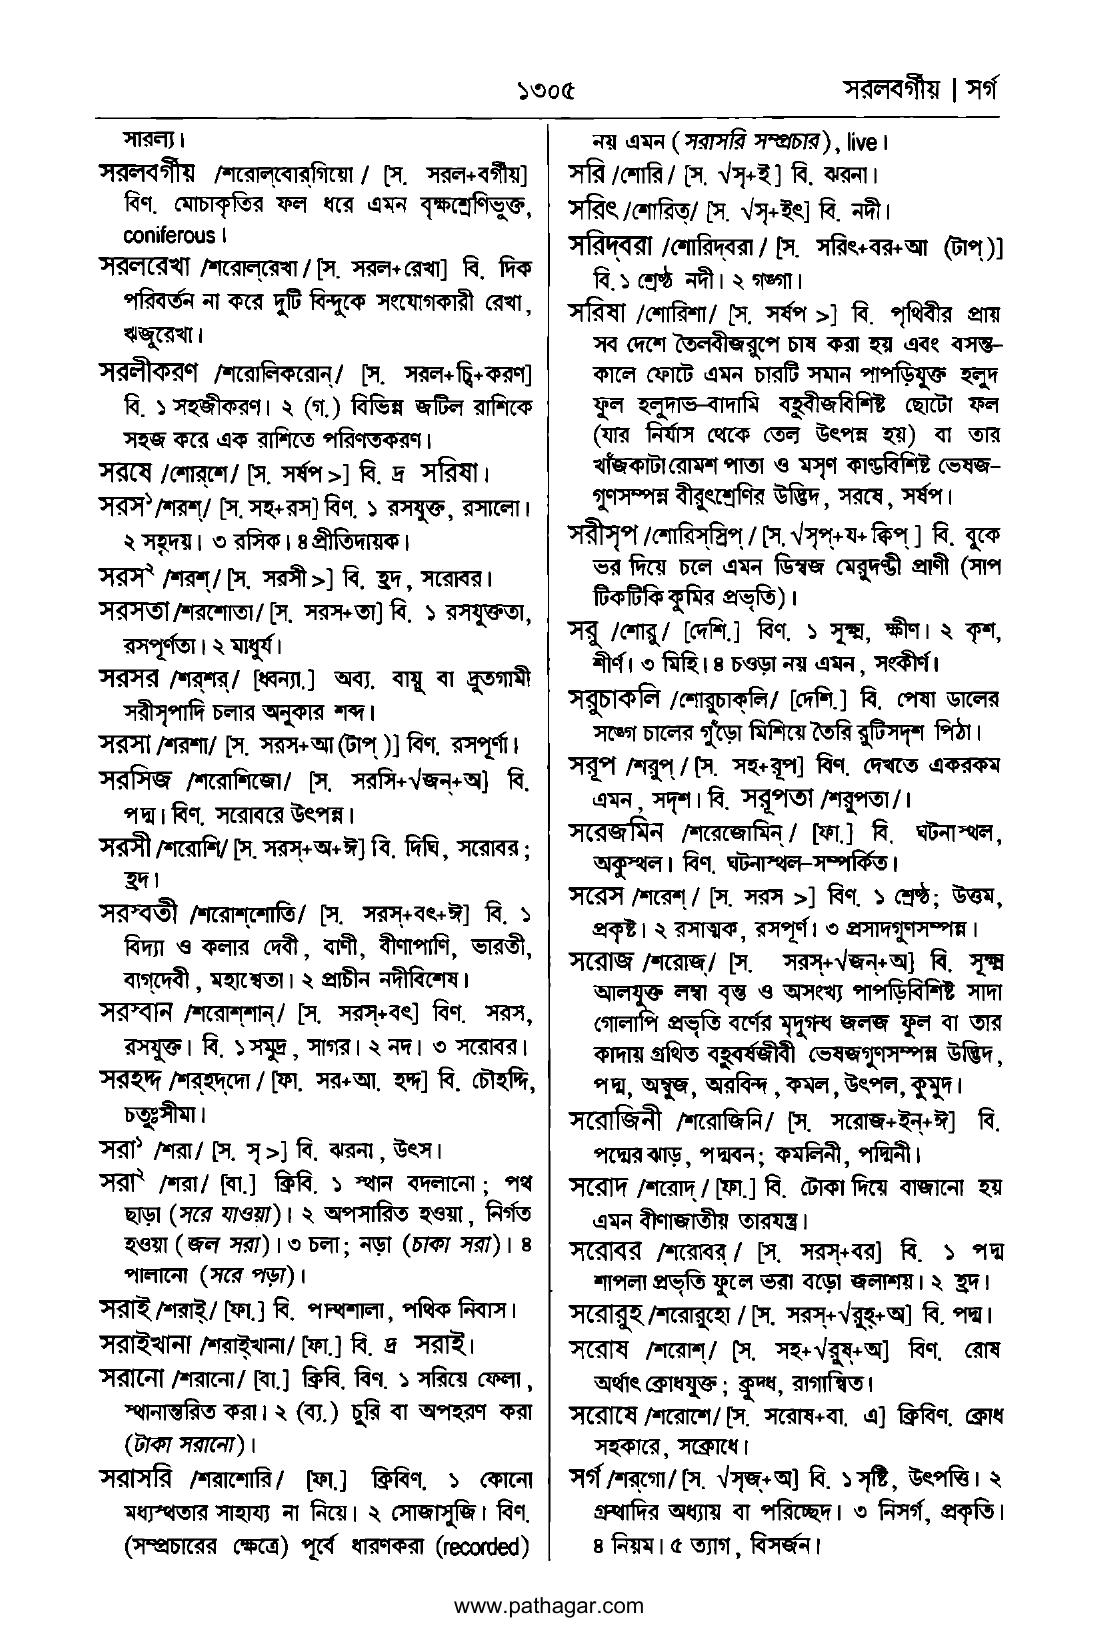 ১৩০৫
সরলবর্গীয় | সর্গ
সারল্য।
সরলবর্গীয় /শরোল্‌বোর্‌গিয়ো/ [স. সরল+বর্গীয়]
বিণ. মোচাকৃতির ফল ধরে এমন বৃক্ষশ্রেণিভুক্ত,
coniferous।
সরলরেখা /শরোল্‌রেখা/ [স. সরল+রেখা] বি. দিক
পরিবর্তন না করে দুটি বিন্দুকে সংযোগকারী রেখা,
ঋজুরেখা।
সরলীকরণ /শরোলিকরোন্‌/ [স. সরল+চ্বি+করণ]
বি. ১ সহজীকরণ। ২ (গ.) বিভিন্ন জটিল রাশিকে
সহজ করে এক রাশিতে পরিণতকরণ।
সরষে /শোর্‌শে/ [স. সর্ষপ >] বি. দ্র সরিষা।
সরস১ /শরশ্‌/ [স. সহ+রস] বিণ. ১ রসযুক্ত, রসালো।
২ সহৃদয়। ৩ রসিক। ৪ প্রীতিদায়ক।
সরস২ /শরশ্‌/ [স. সরসী >] বি. হ্রদ, সরোবর।
সরসতা /শরশোতা/ [স. সরস+তা] বি. ১ রসযুক্ততা,
রসপূর্ণতা। ২ মাধুর্য।
সরসর /শর্‌শর্‌/ [ধ্বন্যা.] অব্য. বায়ু বা দ্রুতগামী
সরীসৃপাদি চলার অনুকার শব্দ।
সরসা /শরশা/ [স. সরস+আ (টাপ্‌)] বিণ. রসপূর্ণা।
সরসিজ /শরোশিজো/ [স. সরসি+√জন্‌+অ] বি.
পদ্ম। বিণ. সরোবরে উৎপন্ন।
সরসী /শরোশি/ [স. সরস্‌+অ+ঈ] বি. দিঘি, সরোবর;
হ্রদ।
সরস্বতী /শরোশ্‌শোতি/ [স. সরস্‌+বৎ+ঈ] বি. ১
বিদ্যা ও কলার দেবী, বাণী, বীণাপাণি, ভারতী,
বাগ্‌দেবী, মহাশ্বেতা। ২ প্রাচীন নদীবিশেষ।
সরস্বান /শরোশ্‌শান্‌/ [স. সরস্‌+বৎ] বিণ. সরস,
রসযুক্ত। বি. ১ সমুদ্র, সাগর। ২ নদ। ৩ সরোবর।
সরহদ্দ /শর্‌হদ্‌দো/ [ফা. সর+আ. হদ্দ] বি. চৌহদ্দি,
চতুঃসীমা।
সরা১ /শরা/ [স. সৃ >] বি. ঝরনা, উৎস।
সরা২ /শরা/ [বা.] ক্রিবি. ১ স্থান বদলানো; পথ
ছাড়া (সরে যাওয়া)। ২ অপসারিত হওয়া, নির্গত
হওয়া (জল সরা)। ৩ চলা; নড়া (চাকা সরা)। ৪
পালানো (সরে পড়া)।
সরাই /শরাই্‌/ [ফা.] বি. পান্থশালা, পথিক নিবাস।
সরাইখানা /শরাই্‌খানা/ [ফা.] বি. দ্র সরাই।
সরানো /শরানো/ [বা.] ক্রিবি. বিণ. ১ সরিয়ে ফেলা,
স্থানান্তরিত করা। ২ (ব্য.) চুরি বা অপহরণ করা
(টাকা সরানো)।
সরাসরি /শরাশোরি/ [ফা.] ক্রিবিণ. ১ কোনো
মধ্যস্থতার সাহায্য না নিয়ে। ২ সোজাসুজি। বিণ.
(সম্প্রচারের ক্ষেত্রে) পূর্বে ধারণকরা (recorded)
নয় এমন (সরাসরি সম্প্রচার), live।
সরি /শোরি/ [স. √সৃ+ই] বি. ঝরনা।
সরিৎ /শোরিত্‌/ [স. √সৃ+ইৎ] বি. নদী।
সরিদ্‌বরা /শোরিদ্‌বরা/ [স. সরিৎ+বর+আ (টাপ্‌)]
বি. ১ শ্রেষ্ঠ নদী। ২ গঙ্গা।
সরিষা /শোরিশা/ [স. সর্ষপ >] বি. পৃথিবীর প্রায়
সব দেশে তৈলবীজরূপে চাষ করা হয় এবং বসন্ত-
কালে ফোটে এমন চারটি সমান পাপড়িযুক্ত হলুদ
ফুল হলুদাভ-বাদামি বহুবীজবিশিষ্ট ছোটো ফল
(যার নির্যাস থেকে তেল উৎপন্ন হয়) বা তার
খাঁজকাটা রোমশ পাতা ও মসৃণ কাণ্ডবিশিষ্ট ভেষজ-
গুণসম্পন্ন বীরুৎশ্রেণির উদ্ভিদ, সরষে, সর্ষপ।
সরীসৃপ /শোরিস্‌স্রিপ্‌/ [স. √সৃপ্‌+য+ক্বিপ্‌] বি. বুকে
ভর দিয়ে চলে এমন ডিম্বজ মেরুদণ্ডী প্রাণী (সাপ
টিকটিকি কুমির প্রভৃতি)।
সরু /শোরু/ [দেশি.] বিণ. ১ সূক্ষ্ম, ক্ষীণ। ২ কৃশ,
শীর্ণ। ৩ মিহি। ৪ চওড়া নয় এমন, সংকীর্ণ।
সরুচাকলি /শোরুচাক্‌লি/ [দেশি.] বি. পেষা ডালের
সঙ্গে চালের গুঁড়ো মিশিয়ে তৈরি রুটিসদৃশ পিঠা।
সরূপ /শরুপ্‌/ [স. সহ+রূপ] বিণ. দেখতে একরকম
এমন, সদৃশ। বি. সরূপতা /শরূপতা/।
সরেজমিন /শরেজোমিন্‌/ [ফা.] বি. ঘটনাস্থল,
অকুস্থল। বিণ. ঘটনাস্থল-সম্পর্কিত।
সরেস /শরেশ্‌/ [স. সরস >] বিণ. ১ শ্রেষ্ঠ; উত্তম,
প্রকৃষ্ট। ২ রসাত্মক, রসপূর্ণ। ৩ প্রসাদগুণসম্পন্ন।
সরোজ /শরোজ্‌/ [স. সরস্‌+√জন্‌+অ] বি. সূক্ষ্ম
আলযুক্ত লম্বা বৃন্ত ও অসংখ্য পাপড়িবিশিষ্ট সাদা
গোলাপি প্রভৃতি বর্ণের মৃদুগন্ধ জলজ ফুল বা তার
কাদায় গ্রথিত বহুবর্ষজীবী ভেষজগুণসম্পন্ন উদ্ভিদ,
পদ্ম, অম্বুজ, অরবিন্দ, কমল, উৎপল, কুমুদ।
সরোজিনী /শরোজিনি/ [স. সরোজ+ইন্‌+ঈ] বি.
পদ্মের ঝাড়, পদ্মবন; কমলিনী, পদ্মিনী।
সরোদ /শরোদ্‌/ [ফা.] বি. টোকা দিয়ে বাজানো হয়
এমন বীণাজাতীয় তারযন্ত্র।
সরোবর /শরোবর্‌/ [স. সরস্‌+বর] বি. ১ পদ্ম
শাপলা প্রভৃতি ফুলে ভরা বড়ো জলাশয়। ২ হ্রদ।
সরোরুহ /শরোরুহো/ [স. সরস্‌+√রুহ্‌+অ] বি. পদ্ম।
সরোষ /শরোশ্‌/ [স. সহ+√রুষ্‌+অ] বিণ. রোষ
অর্থাৎ ক্রোধযুক্ত; ক্রুদ্ধ, রাগান্বিত।
সরোষে /শরোশে/ [স. সরোষ+বা. এ] ক্রিবিণ. ক্রোধ
সহকারে, সক্রোধে।
সর্গ /শর্‌গো/ [স. √সৃজ্‌+অ] বি. ১ সৃষ্টি, উৎপত্তি। ২
গ্রন্থাদির অধ্যায় বা পরিচ্ছেদ। ৩ নিসর্গ, প্রকৃতি।
৪ নিয়ম। ৫ ত্যাগ, বিসর্জন।
www.pathagar.com